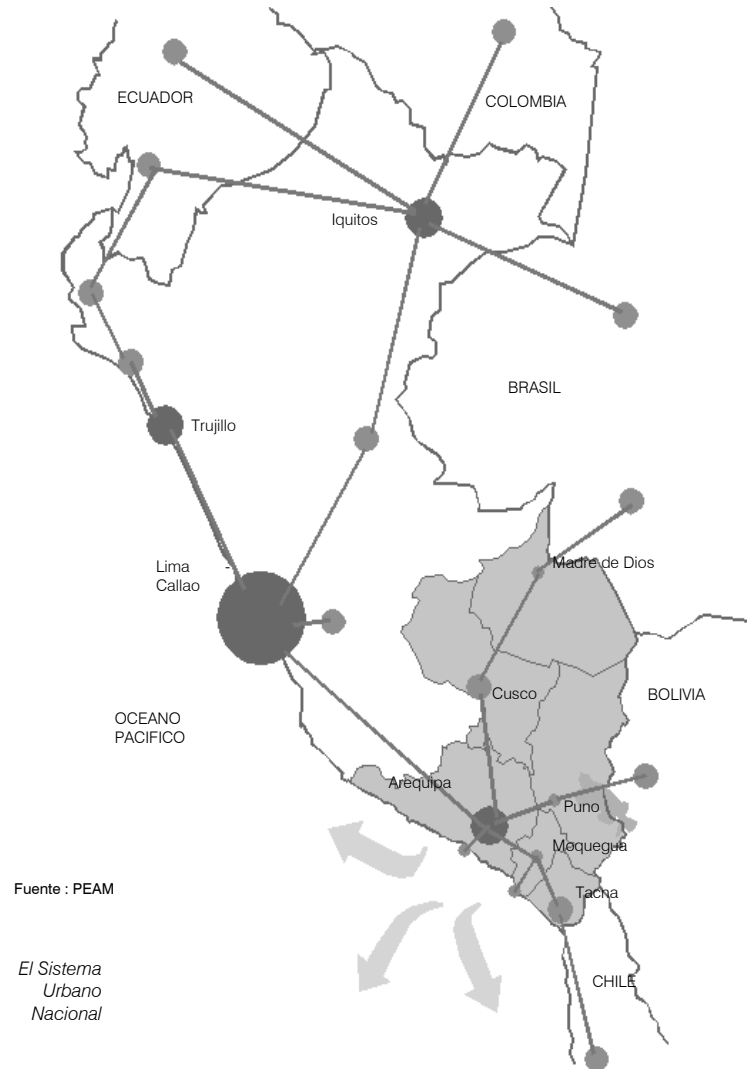 ECUADOR
COLOMBIA
Iquitos
BRASIL
Trujillo
Lima
Callao
Madre de Dios
Cusco
BOLIVIA
OCEANO
PACIFICO
Arequipa
Puno
Moquegua
Fuente : PEAM
Tacna
El Sistema
Urbano
Nacional
CHILE